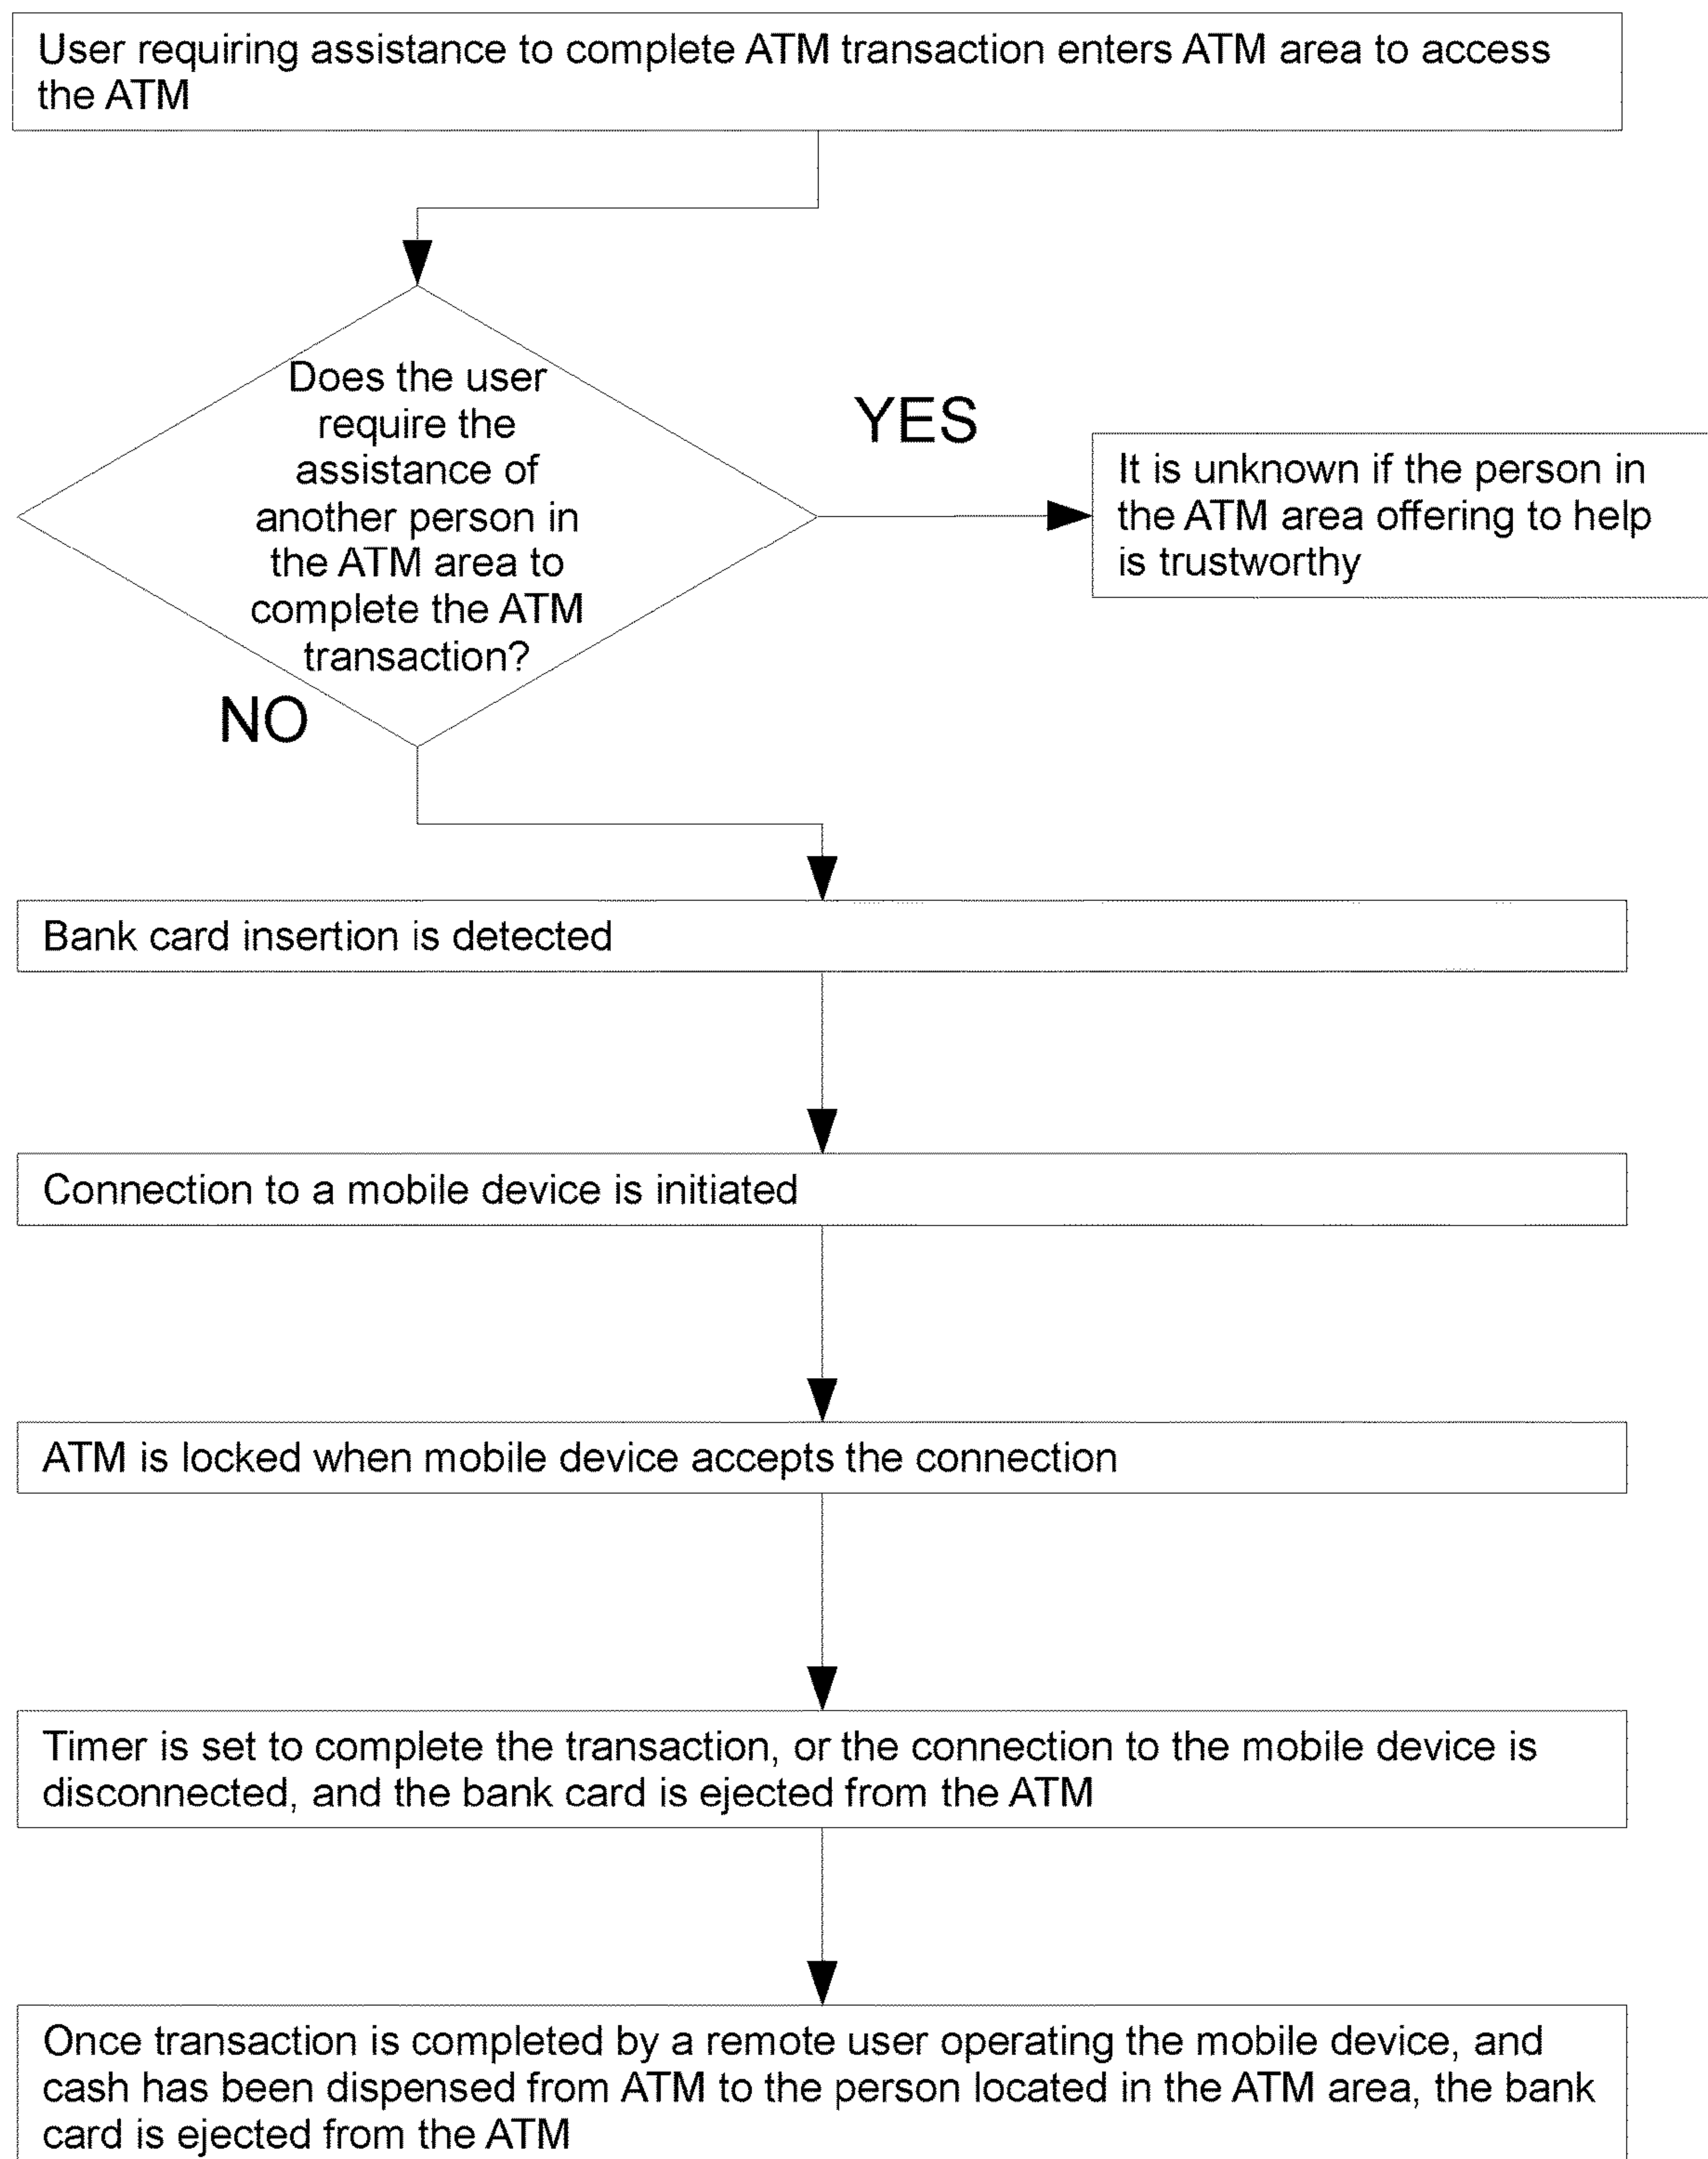 User requiring assistance to complete ATM transaction enters ATM area to access
the ATM
Does the user
require the
assistance of
another person in
the ATM area to
complete the ATM
transaction?
YES
It is unknown if the person in
the ATM area offering to help
is trustworthy
NO
Bank card insertion is detected
Connection to a mobile device is initiated
ATM is locked when mobile device accepts the connection
Timer is set to complete the transaction, or the connection to the mobile device is
disconnected, and the bank card is ejected from the ATM
Once transaction is completed by a remote user operating the mobile device, and
cash has been dispensed from ATM to the person located in the ATM area, the bank
card is ejected from the ATM